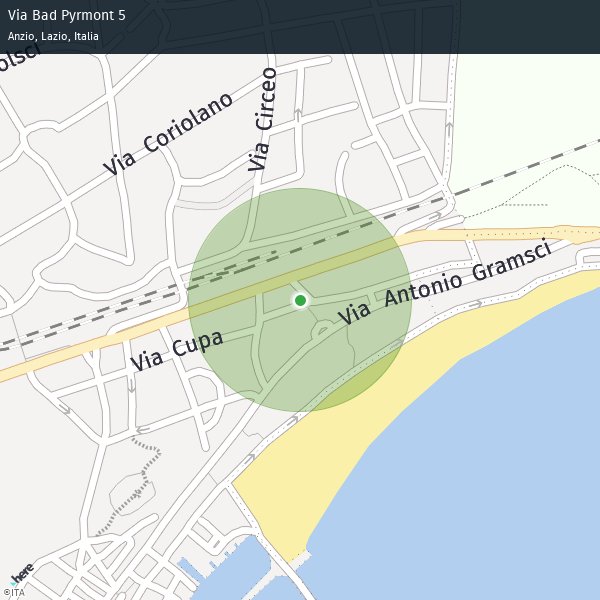 Via Bad Pyrmont 5
Anzio, Lazio, Italia
olsci
Via Circeo
Via Coriolano
Via Antonio Gramsci
Via Cupa
here
©ITA